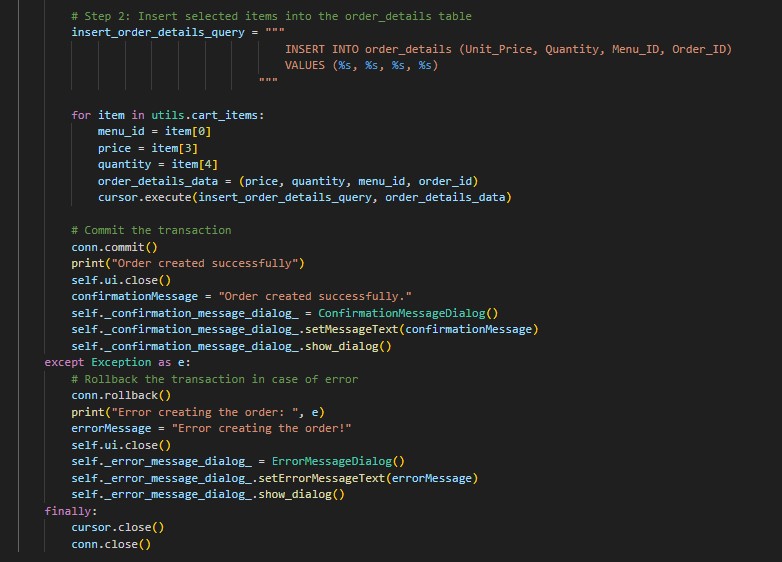 # Step 2: Insert selected items into the order_details table
insert_order_details_query = """
INSERT INTO order_details (Unit_Price, Quantity, Menu_ID, Order_ID)
VALUES (%s, %s, %s, %s)
"""
for item in utils.cart_items:
menu_id = item[0]
price = item[3]
quantity = item[4]
order_details_data = (price, quantity, menu_id, order_id)
cursor.execute(insert_order_details_query, order_details_data)
# Commit the transaction
conn.commit()
print("Order created successfully")
self.ui.close()
confirmationMessage = "Order created successfully."
self._confirmation_message_dialog_ = ConfirmationMessageDialog()
self._confirmation_message_dialog_.setMessageText(confirmationMessage)
self._confirmation_message_dialog_.show_dialog()
except Exception as e:
# Rollback the transaction in case of error
conn.rollback()
print("Error creating the order: ", e)
errorMessage = "Error creating the order!"
self.ui.close()
self._error_message_dialog_ = ErrorMessageDialog()
self._error_message_dialog_.setErrorMessageText(errorMessage)
self._error_message_dialog_.show_dialog()
finally:
cursor.close()
conn.close()